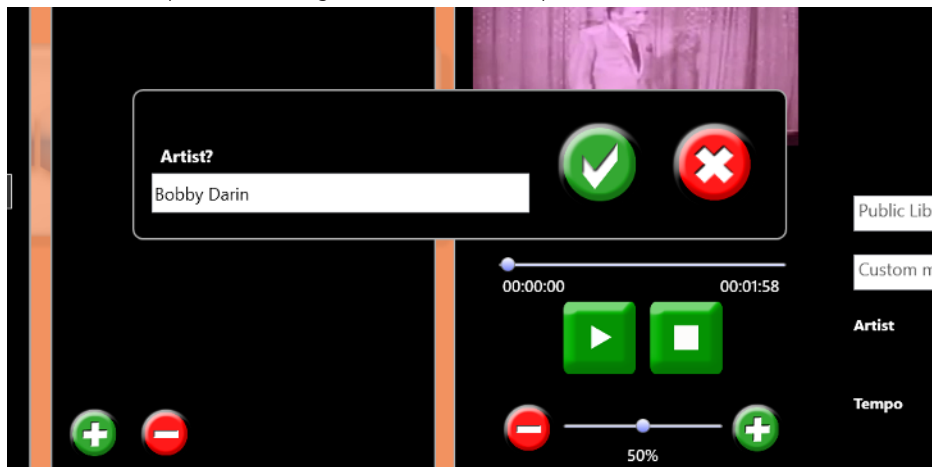 Artist?
Bobby Darin
Public Lib
Custom
00:00:00
00:01:58
Artist
Tempo
50%